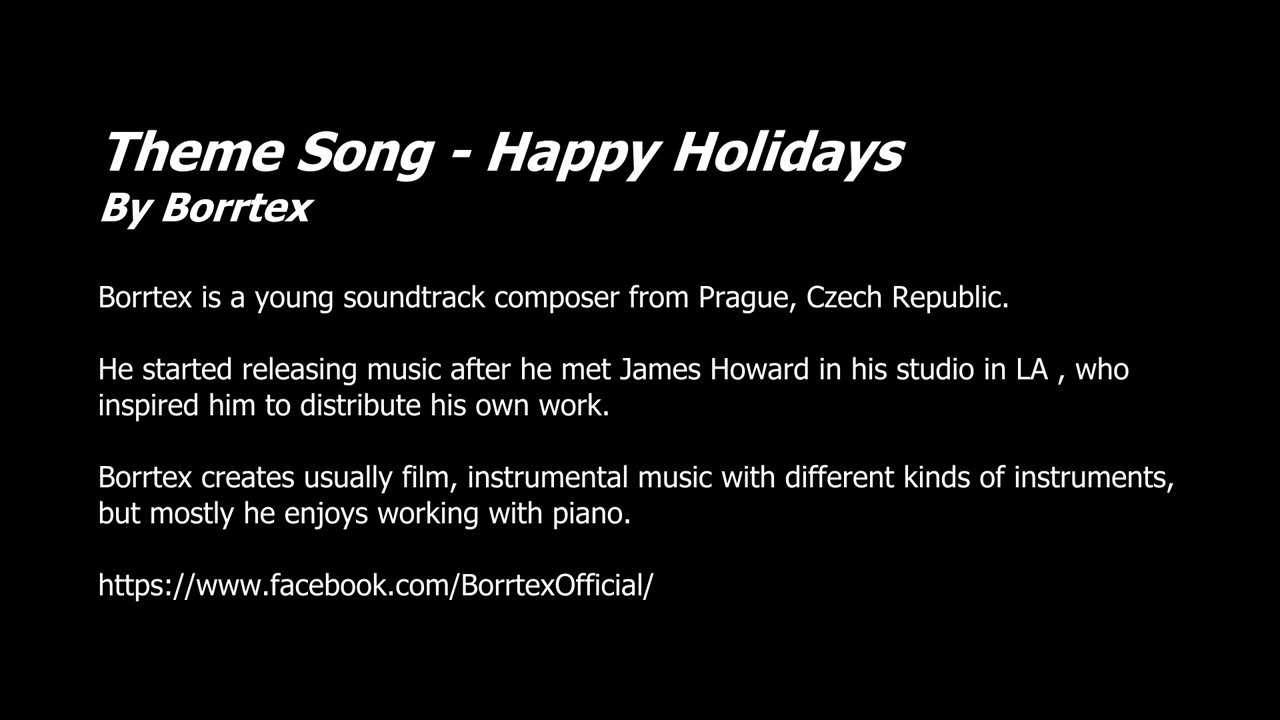 Theme Song - Happy Holidays
By Borrtex
Borrtex is a young soundtrack composer from Prague, Czech Republic.
He started releasing music after he met James Howard in his studio in LA , who
inspired him to distribute his own work.
Borrtex creates usually film, instrumental music with different kinds of instruments,
but mostly he enjoys working with piano.
https://www.facebook.com/BorrtexOfficial/